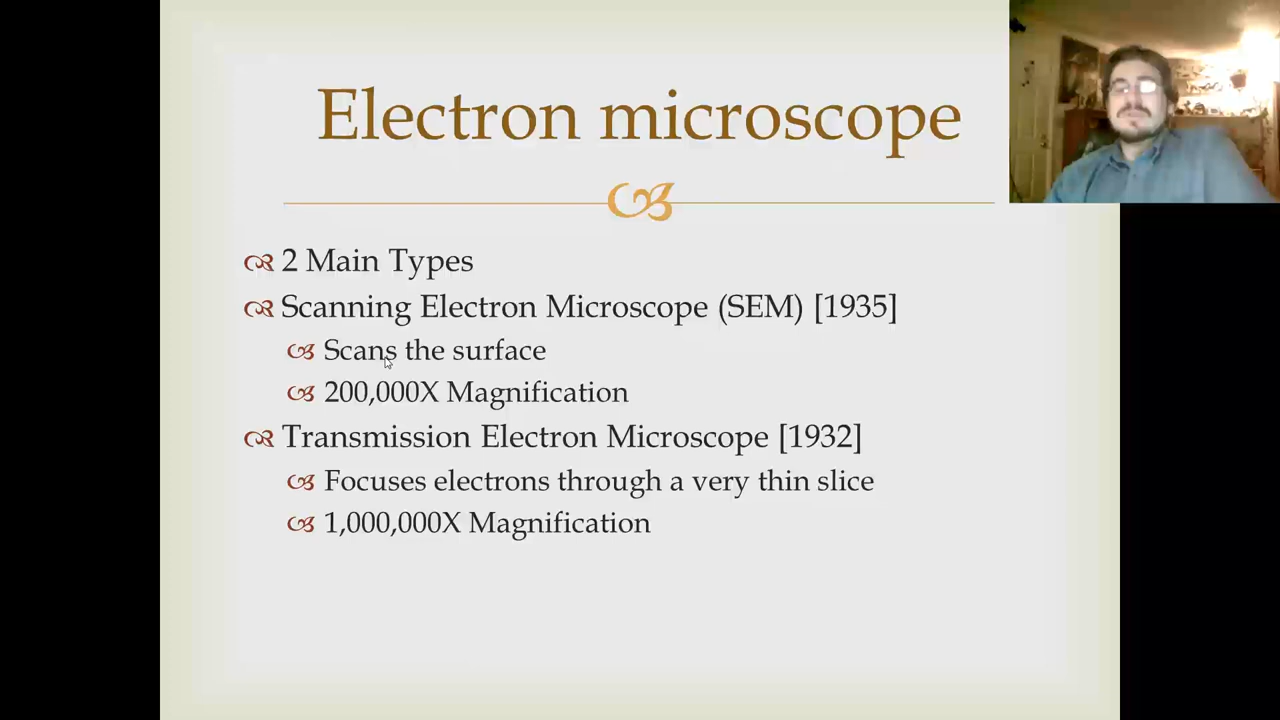 Electron microscope
2 Main Types
Scanning Electron Microscope (SEM) [1935]
Scans the surface
200,000X Magnification
Transmission Electron Microscope [1932]
Focuses electrons through a very thin slice
1,000,000X Magnification